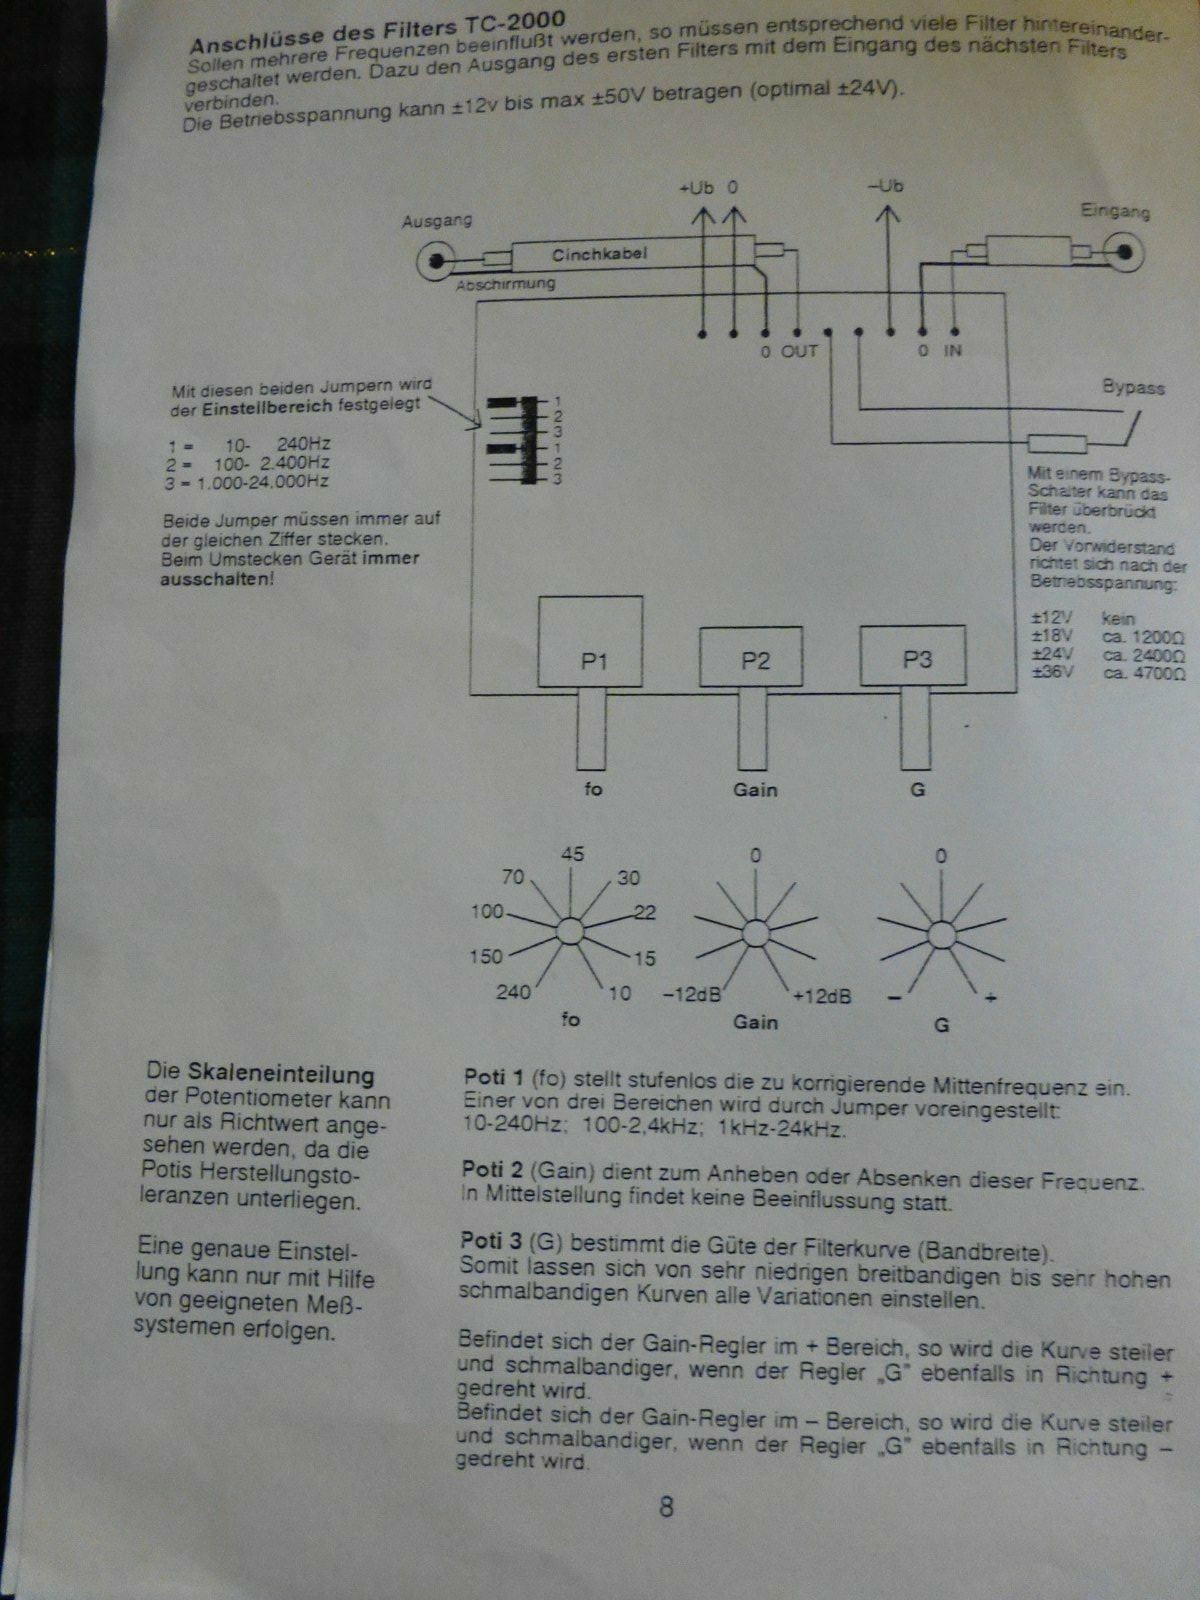 Anschlüsse des Filters TC-2000
Sollen mehrere Frequenzen beeinflußt werden, so müssen entsprechend viele Filter hintereinander-
geschaltet werden. Dazu den Ausgang des ersten Filters mit dem Eingang des nächsten Filters
verbinden.
Die Betriebsspannung kann ±12v bis max ±50V betragen (optimal ±24V).
+Ub 0 –Ub
Ausgang
Eingang
Cinchkabel
Abschirmung
0 OUT 0 IN
Mit diesen beiden Jumpern wird
der Einstellbereich festgelegt
1 = 10- 240Hz
2 = 100- 2.400Hz
3 = 1.000-24.000Hz
Beide Jumper müssen immer auf
der gleichen Ziffer stecken.
Beim Umstecken Gerät immer
ausschalten!
1
2
3
1
2
3
Bypass
Mit einem Bypass-
Schalter kann das
Filter überbrückt
werden.
Der Vorwiderstand
richtet sich nach der
Betriebsspannung:
±12V kein
±18V ca. 1200Ω
±24V ca. 2400Ω
±36V ca. 4700Ω
P1 P2 P3
fo Gain G
45
70 30
100 22
150 15
240 10
fo
0
–12dB +12dB
Gain
0
– +
G
Die Skaleneinteilung
der Potentiometer kann
nur als Richtwert ange-
sehen werden, da die
Potis Herstellungsto-
leranzen unterliegen.
Eine genaue Einstel-
lung kann nur mit Hilfe
von geeigneten Meß-
systemen erfolgen.
Poti 1 (fo) stellt stufenlos die zu korrigierende Mittenfrequenz ein.
Einer von drei Bereichen wird durch Jumper voreingestellt:
10-240Hz; 100-2,4kHz; 1kHz-24kHz.
Poti 2 (Gain) dient zum Anheben oder Absenken dieser Frequenz.
In Mittelstellung findet keine Beeinflussung statt.
Poti 3 (G) bestimmt die Güte der Filterkurve (Bandbreite).
Somit lassen sich von sehr niedrigen breitbandigen bis sehr hohen
schmalbandigen Kurven alle Variationen einstellen.
Befindet sich der Gain-Regler im + Bereich, so wird die Kurve steiler
und schmalbandiger, wenn der Regler „G" ebenfalls in Richtung +
gedreht wird.
Befindet sich der Gain-Regler im – Bereich, so wird die Kurve steiler
und schmalbandiger, wenn der Regler „G" ebenfalls in Richtung –
gedreht wird.
8